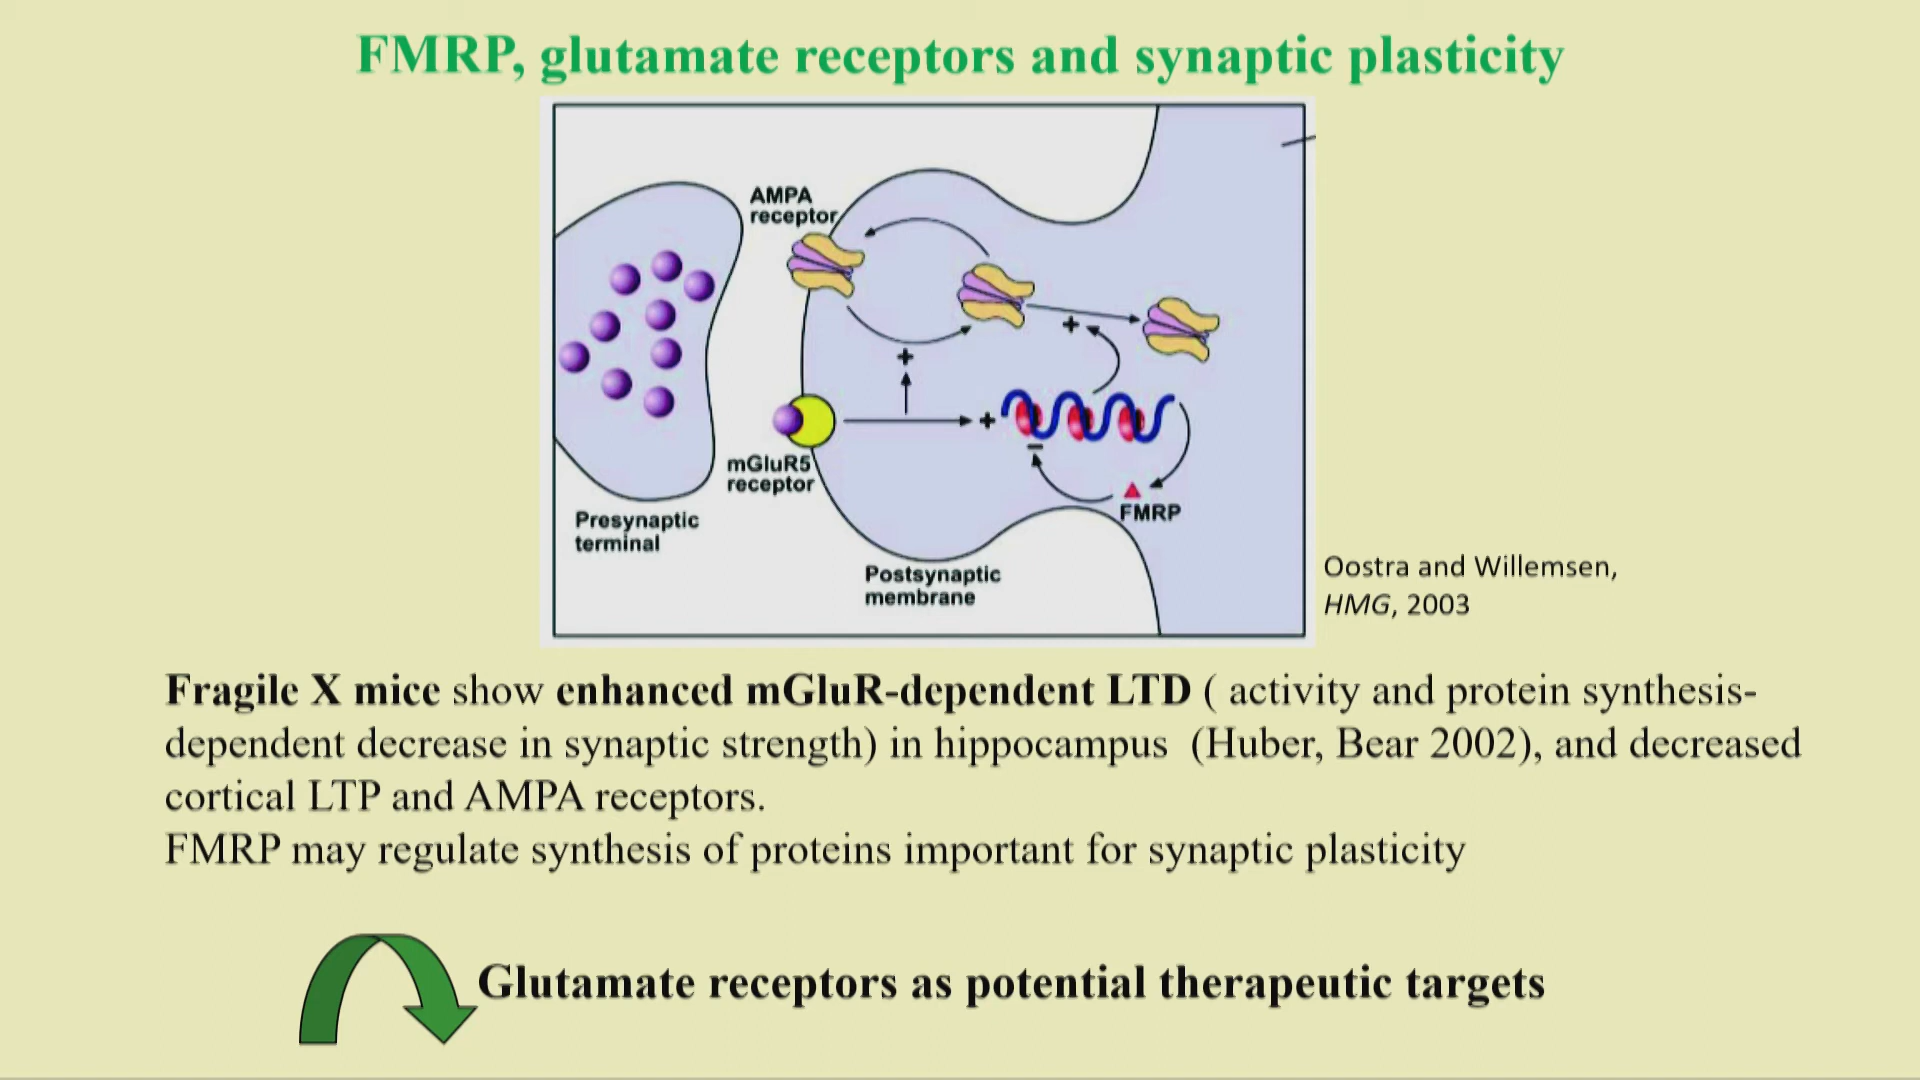 FMRP, glutamate receptors and synaptic plasticity
AMPA
receptor
+
+
+
−
mGluR5
receptor
FMRP
Presynaptic
terminal
Postsynaptic
membrane
Oostra and Willemsen,
HMG, 2003
Fragile X mice show enhanced mGluR-dependent LTD ( activity and protein synthesis-
dependent decrease in synaptic strength) in hippocampus (Huber, Bear 2002), and decreased
cortical LTP and AMPA receptors.
FMRP may regulate synthesis of proteins important for synaptic plasticity
Glutamate receptors as potential therapeutic targets